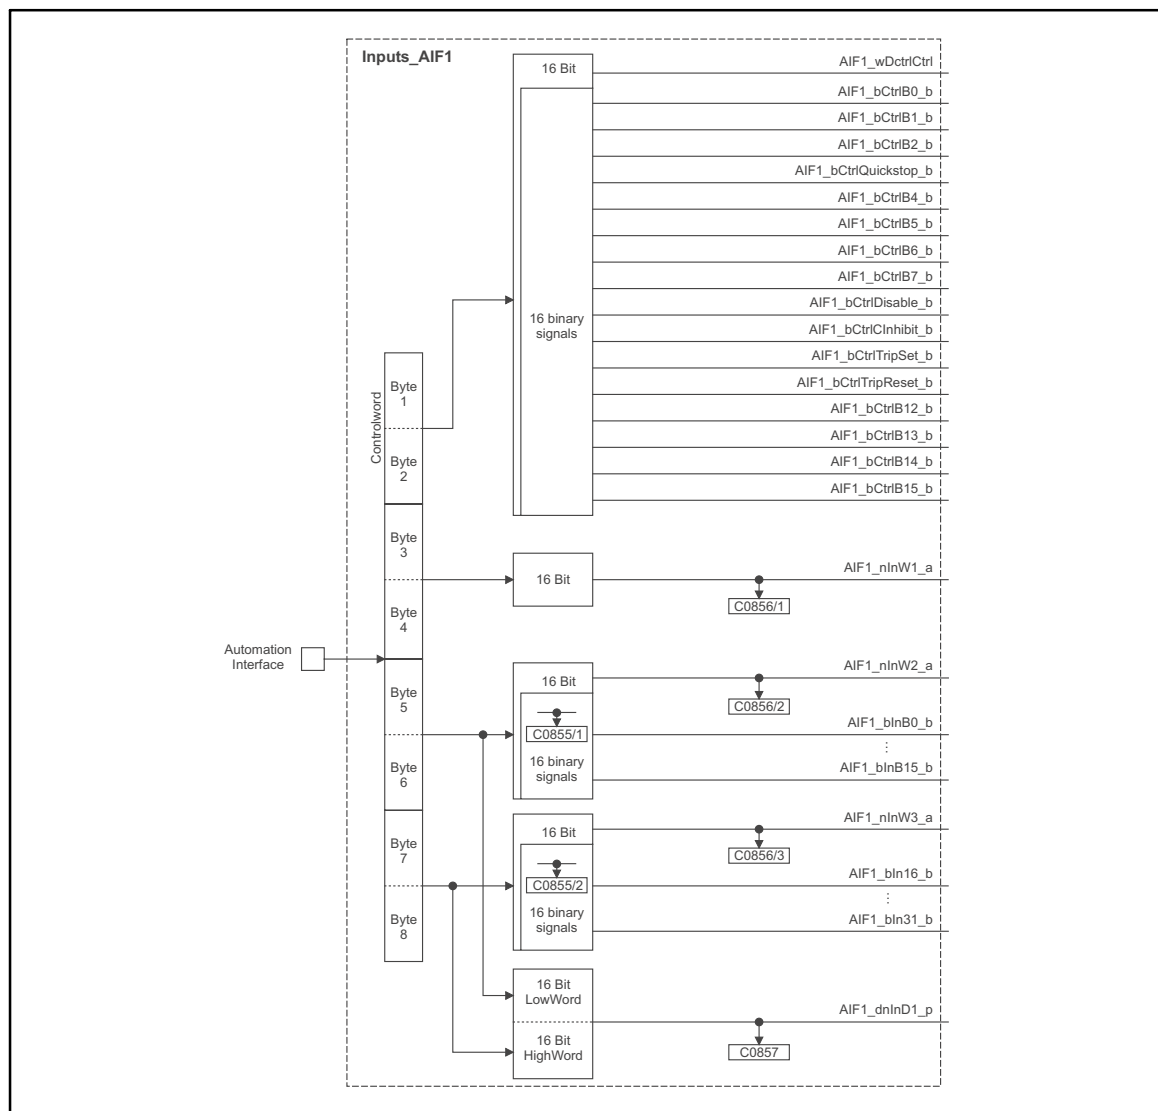 Inputs_AIF1
16 Bit
AIF1_wDctrlCtrl
AIF1_bCtrlB0_b
AIF1_bCtrlB1_b
AIF1_bCtrlB2_b
AIF1_bCtrlQuickstop_b
AIF1_bCtrlB4_b
AIF1_bCtrlB5_b
AIF1_bCtrlB6_b
AIF1_bCtrlB7_b
AIF1_bCtrlDisable_b
AIF1_bCtrlCInhibit_b
AIF1_bCtrlTripSet_b
AIF1_bCtrlTripReset_b
AIF1_bCtrlB12_b
AIF1_bCtrlB13_b
AIF1_bCtrlB14_b
AIF1_bCtrlB15_b
16 binary
signals
Controlword
Byte
1
Byte
2
Byte
3
Byte
4
Byte
5
Byte
6
Byte
7
Byte
8
Automation
Interface
16 Bit
AIF1_nInW1_a
C0856/1
16 Bit
AIF1_nInW2_a
C0856/2
C0855/1
16 binary
signals
AIF1_bInB0_b
⋮
AIF1_bInB15_b
16 Bit
AIF1_nInW3_a
C0856/3
C0855/2
16 binary
signals
AIF1_bIn16_b
⋮
AIF1_bIn31_b
16 Bit
LowWord
16 Bit
HighWord
AIF1_dnInD1_p
C0857